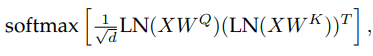 softmax [ 1/√d LN(XW^Q)(LN(XW^K))^T ] ,